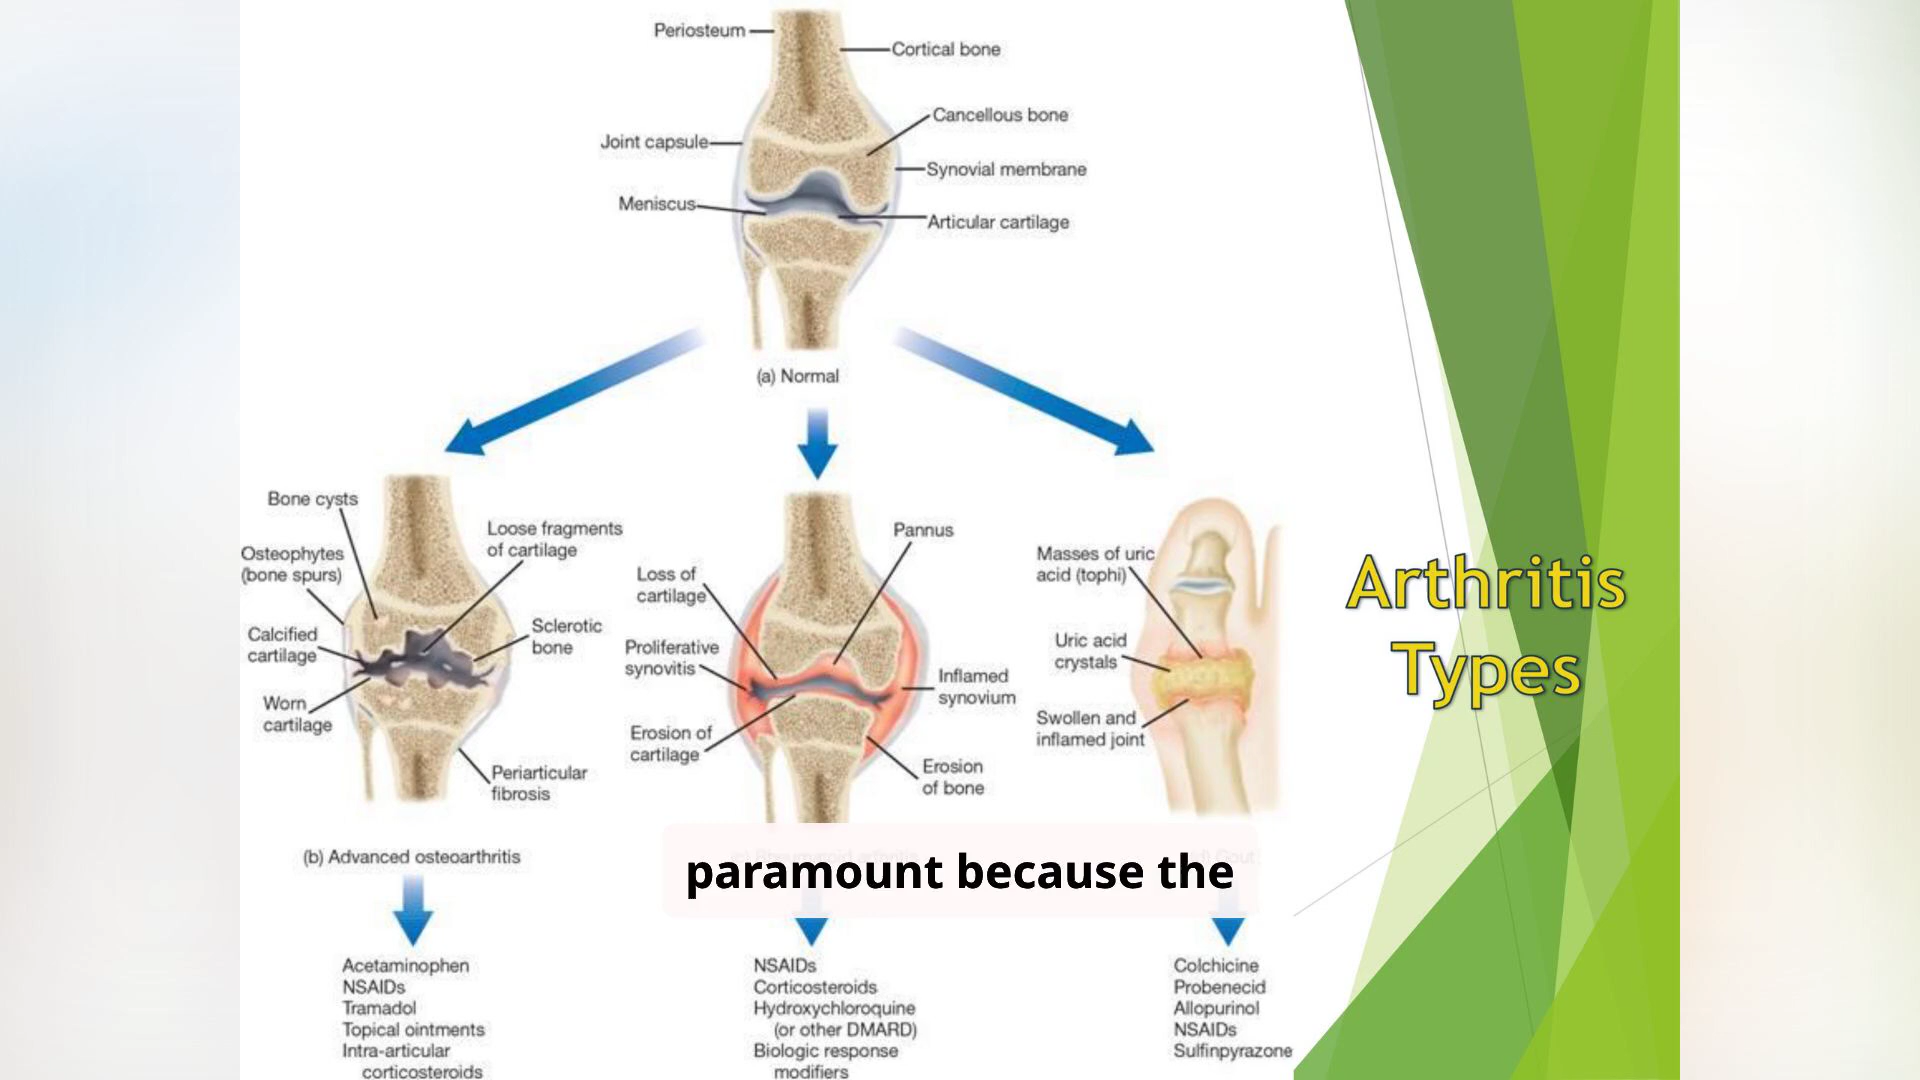 Periosteum
Cortical bone
Cancellous bone
Joint capsule
Synovial membrane
Meniscus
Articular cartilage
(a) Normal
Bone cysts
Loose fragments
of cartilage
Osteophytes
(bone spurs)
Calcified
cartilage
Sclerotic
bone
Worn
cartilage
Periarticular
fibrosis
Pannus
Loss of
cartilage
Proliferative
synovitis
Inflamed
synovium
Erosion of
cartilage
Erosion
of bone
Masses of uric
acid (tophi)
Uric acid
crystals
Swollen and
inflamed joint
Arthritis
Types
(b) Advanced osteoarthritis
paramount because the
Acetaminophen
NSAIDs
Tramadol
Topical ointments
Intra-articular
corticosteroids
NSAIDs
Corticosteroids
Hydroxychloroquine
(or other DMARD)
Biologic response
modifiers
Colchicine
Probenecid
Allopurinol
NSAIDs
Sulfinpyrazone